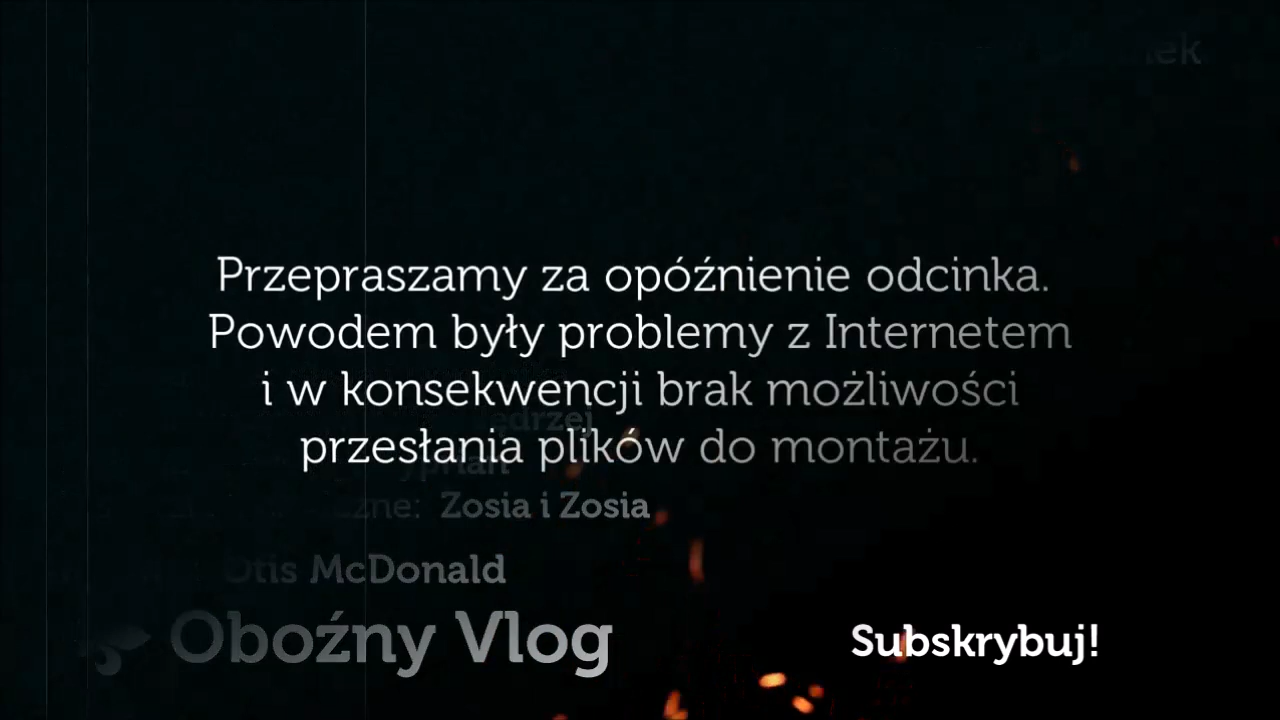 Przepraszamy za opóźnienie odcinka.
Powodem były problemy z Internetem
i w konsekwencji brak możliwości
przesłania plików do montażu.
Zosia i Zosia
Otis McDonald
Oboźny Vlog
Subskrybuj!